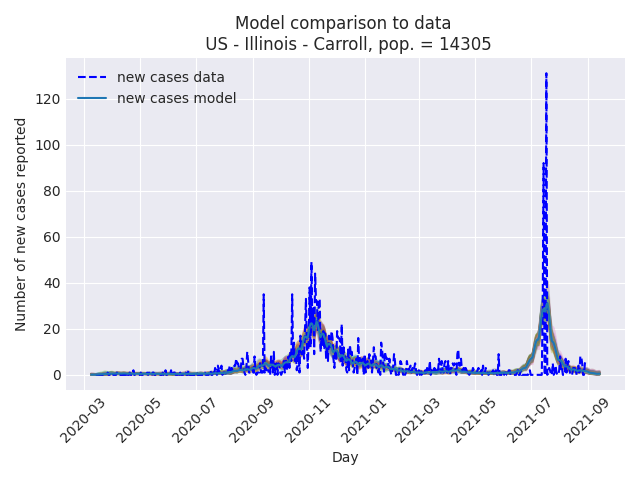 Model comparison to data
US - Illinois - Carroll, pop. = 14305
new cases data
new cases model
Number of new cases reported
120
100
80
60
40
20
0
2020-03
2020-05
2020-07
2020-09
2020-11
2021-01
2021-03
2021-05
2021-07
2021-09
Day